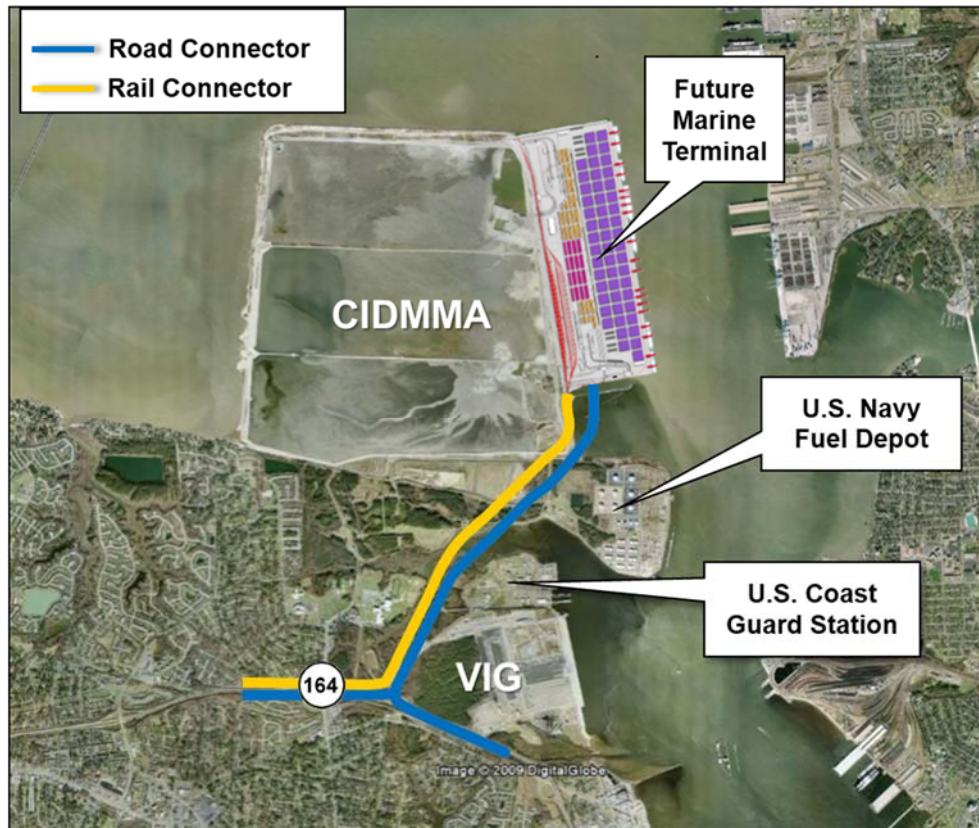 Road Connector
Rail Connector
Future
Marine
Terminal
CIDMMA
U.S. Navy
Fuel Depot
U.S. Coast
Guard Station
164
VIG
Image © 2009 DigitalGlobe